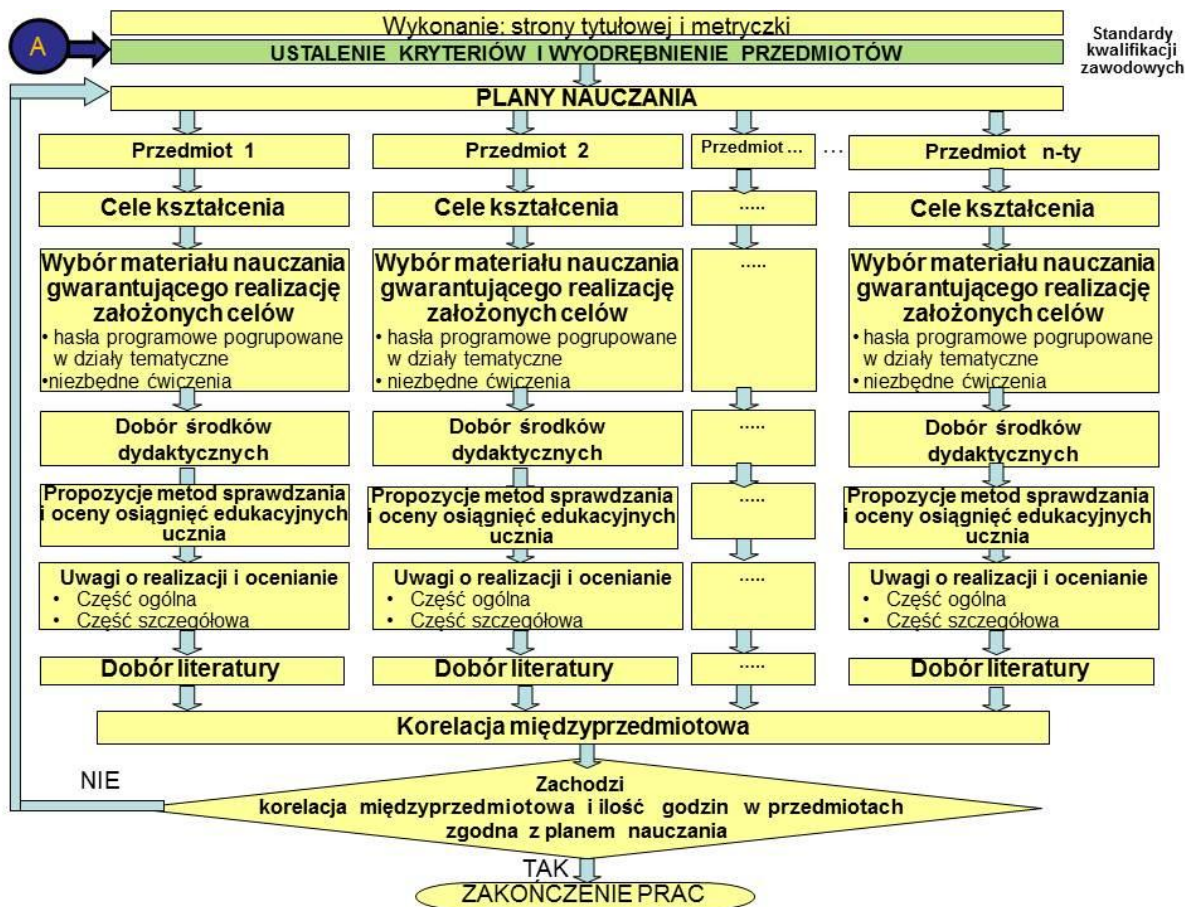 Wykonanie: strony tytułowej i metryczki
A
USTALENIE KRYTERIÓW I WYODRĘBNIENIE PRZEDMIOTÓW
Standardy
kwalifikacji
zawodowych
PLANY NAUCZANIA
Przedmiot 1
Przedmiot 2
Przedmiot ...
...
Przedmiot n-ty
Cele kształcenia
Cele kształcenia
.....
Cele kształcenia
Wybór materiału nauczania
gwarantującego realizację
założonych celów
• hasła programowe pogrupowane
w działy tematyczne
•niezbędne ćwiczenia
Wybór materiału nauczania
gwarantującego realizację
założonych celów
• hasła programowe pogrupowane
w działy tematyczne
• niezbędne ćwiczenia
.....
Wybór materiału nauczania
gwarantującego realizację
założonych celów
• hasła programowe pogrupowane
w działy tematyczne
• niezbędne ćwiczenia
Dobór środków
dydaktycznych
Dobór środków
dydaktycznych
.....
Dobór środków
dydaktycznych
Propozycje metod sprawdzania
i oceny osiągnięć edukacyjnych
ucznia
Propozycje metod sprawdzania
i oceny osiągnięć edukacyjnych
ucznia
.....
Propozycje metod sprawdzania
i oceny osiągnięć edukacyjnych
ucznia
Uwagi o realizacji i ocenianie
• Część ogólna
• Część szczegółowa
Uwagi o realizacji i ocenianie
• Część ogólna
• Część szczegółowa
.....
Uwagi o realizacji i ocenianie
• Część ogólna
• Część szczegółowa
Dobór literatury
Dobór literatury
.....
Dobór literatury
Korelacja międzyprzedmiotowa
NIE
Zachodzi
korelacja międzyprzedmiotowa i ilość godzin w przedmiotach
zgodna z planem nauczania
TAK
ZAKOŃCZENIE PRAC